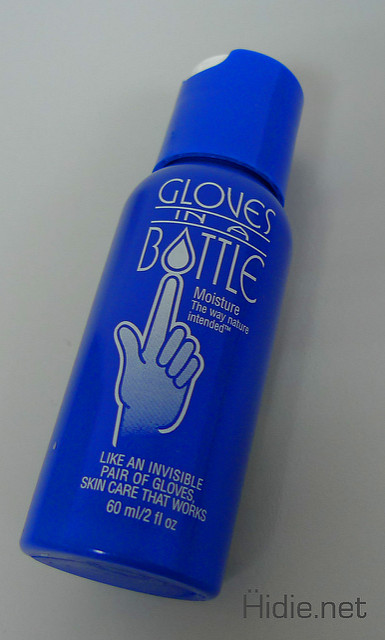 GLOVES
IN A
BOTTLE
Moisture
The way nature
intended™
LIKE AN INVISIBLE
PAIR OF GLOVES,
SKIN CARE THAT WORKS
60 ml/2 fl oz
Hidie.net